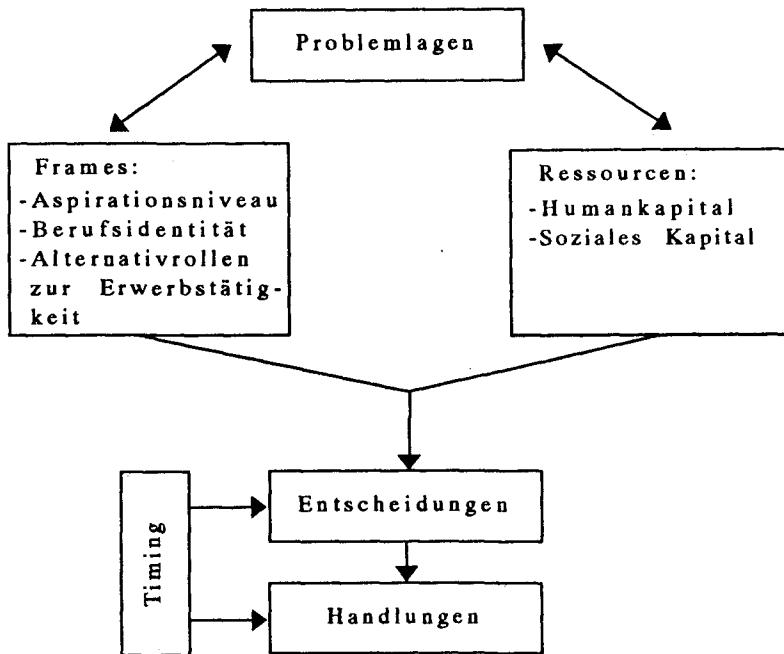 Problemlagen
Frames:
-Aspirationsniveau
-Berufsidentität
-Alternativrollen
zur Erwerbstätig-
keit
Ressourcen:
-Humankapital
-Soziales Kapital
Timing
Entscheidungen
Handlungen